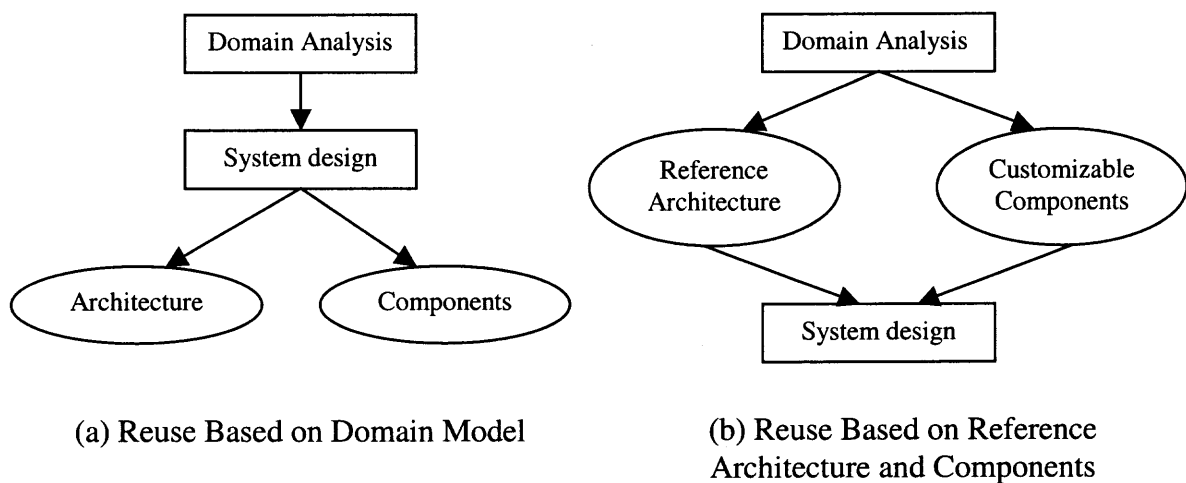 Domain Analysis
System design
Architecture
Components
(a) Reuse Based on Domain Model
Domain Analysis
Reference
Architecture
Customizable
Components
System design
(b) Reuse Based on Reference
Architecture and Components